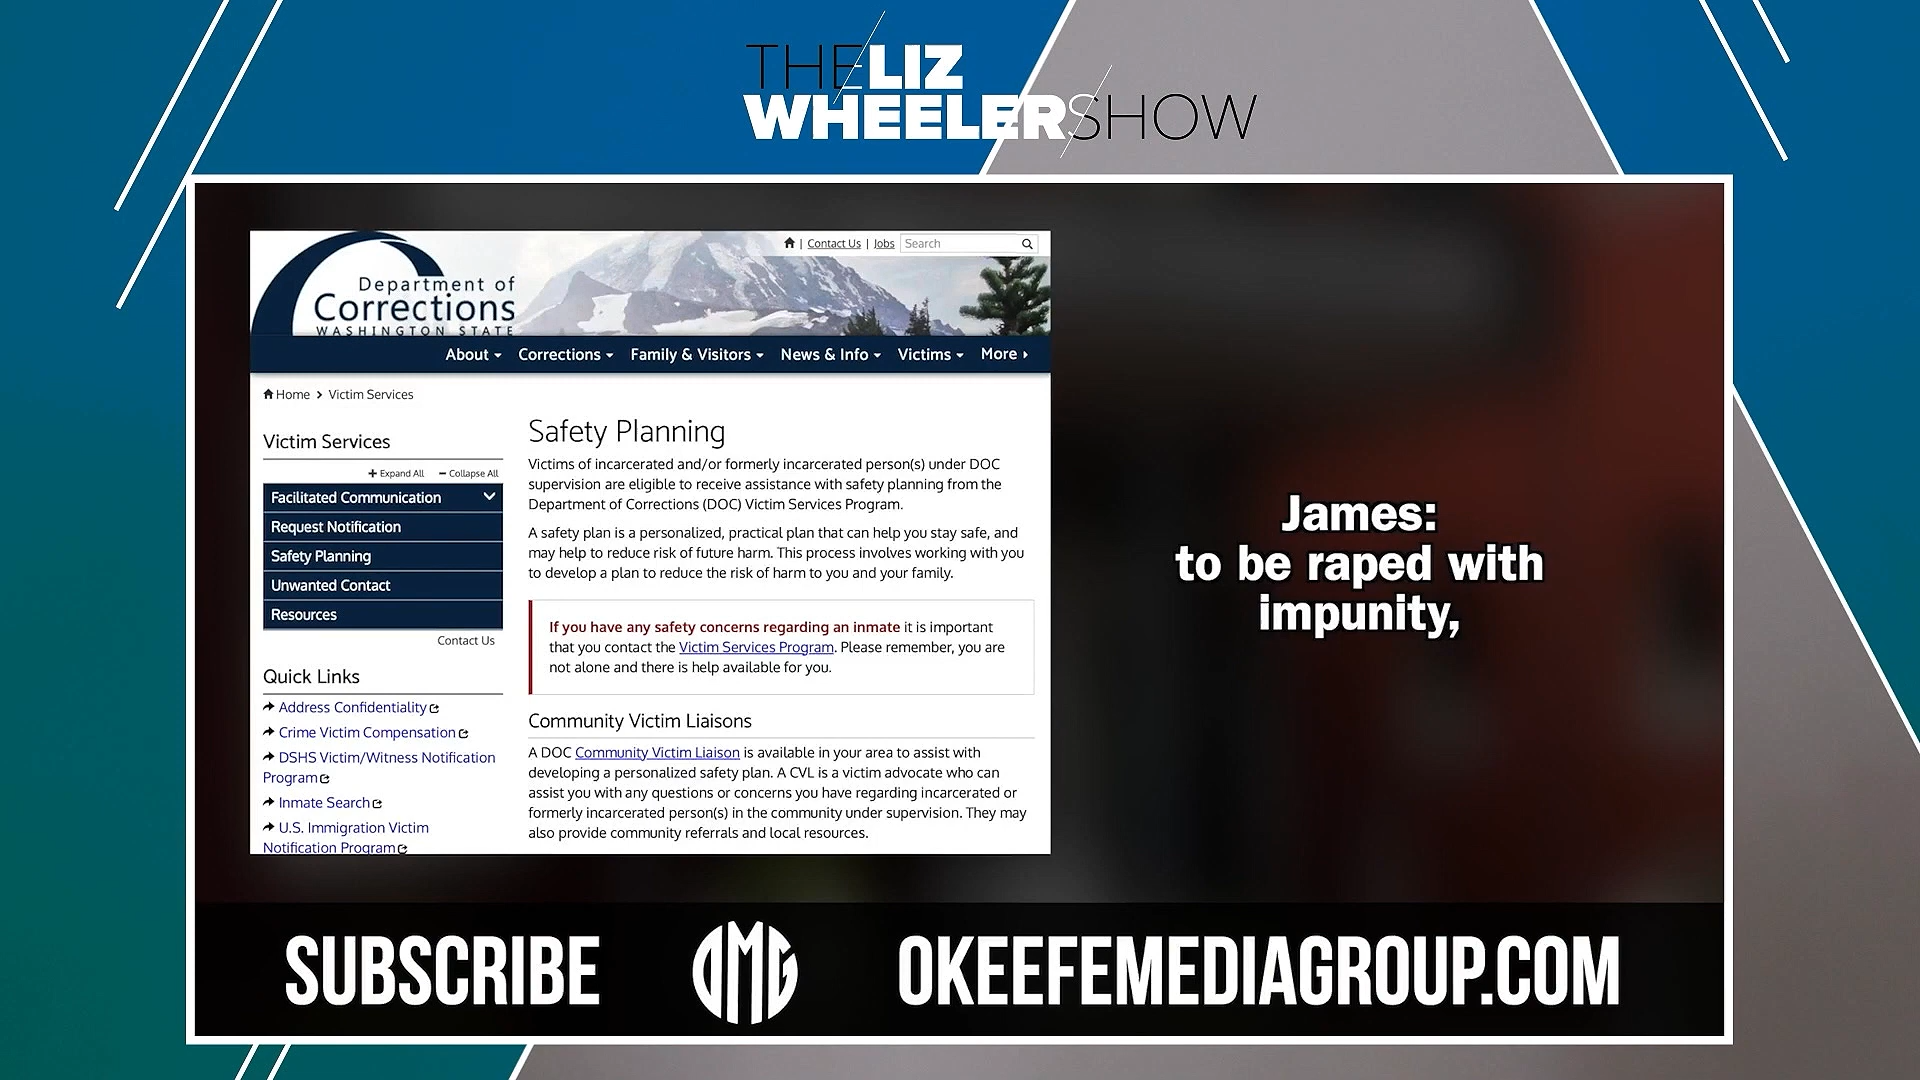 THE LIZ
WHEELER SHOW
Department of
Corrections
WASHINGTON STATE
| Contact Us | Jobs Search
About Corrections Family & Visitors News & Info Victims More
Home > Victim Services
Victim Services
+ Expand All − Collapse All
Facilitated Communication
Request Notification
Safety Planning
Unwanted Contact
Resources
Contact Us
Quick Links
Address Confidentiality
Crime Victim Compensation
DSHS Victim/Witness Notification
Program
Inmate Search
U.S. Immigration Victim
Notification Program
Safety Planning
Victims of incarcerated and/or formerly incarcerated person(s) under DOC
supervision are eligible to receive assistance with safety planning from the
Department of Corrections (DOC) Victim Services Program.
A safety plan is a personalized, practical plan that can help you stay safe, and
may help to reduce risk of future harm. This process involves working with you
to develop a plan to reduce the risk of harm to you and your family.
If you have any safety concerns regarding an inmate it is important
that you contact the Victim Services Program. Please remember, you are
not alone and there is help available for you.
Community Victim Liaisons
A DOC Community Victim Liaison is available in your area to assist with
developing a personalized safety plan. A CVL is a victim advocate who can
assist you with any questions or concerns you have regarding incarcerated or
formerly incarcerated person(s) in the community under supervision. They may
also provide community referrals and local resources.
James:
to be raped with
impunity,
SUBSCRIBE OMG OKEEFEMEDIAGROUP.COM